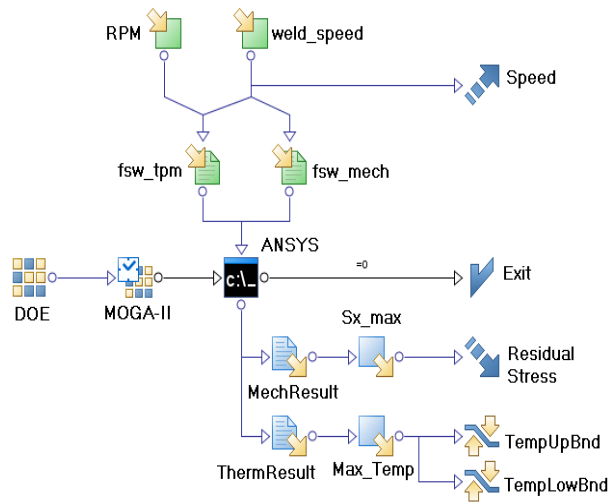 RPM
weld_speed
Speed
fsw_tpm
fsw_mech
ANSYS
c:\_
=0
Exit
DOE
MOGA-II
Sx_max
MechResult
Residual
Stress
ThermResult
Max_Temp
TempUpBnd
TempLowBnd